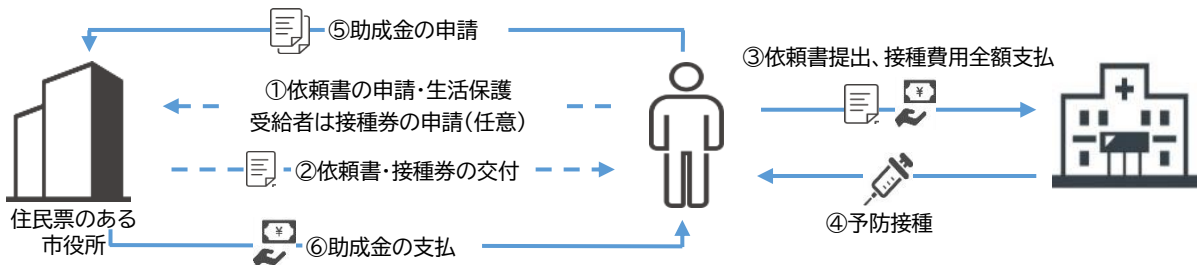 ⑤助成金の申請
③依頼書提出、接種費用全額支払
¥
①依頼書の申請・生活保護
受給者は接種券の申請(任意)
②依頼書・接種券の交付
④予防接種
住民票のある
市役所
¥
⑥助成金の支払